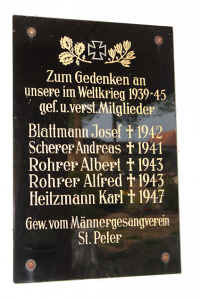 Zum Gedenken an
unsere im Weltkrieg 1939-45
gef. u. verst. Mitglieder
Blattmann Josef ✝ 1942
Scherer Andreas ✝ 1941
Rohrer Albert ✝ 1943
Rohrer Alfred ✝ 1943
Heitzmann Karl ✝ 1947
Gew. vom Männergesangverein
St. Peter